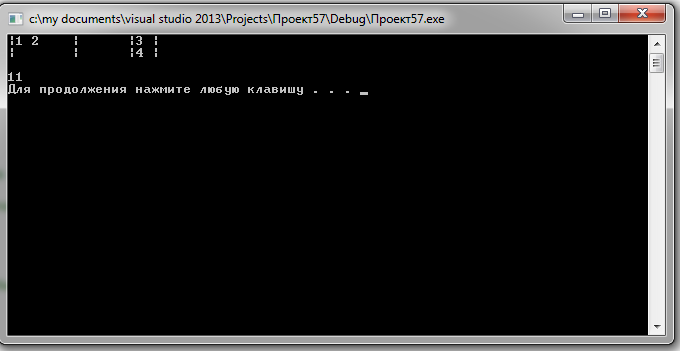 c:\my documents\visual studio 2013\Projects\Проект57\Debug\Проект57.exe
¦1 2    ¦      ¦3 ¦
¦       ¦      ¦4 ¦
11
Для продолжения нажмите любую клавишу . . . _